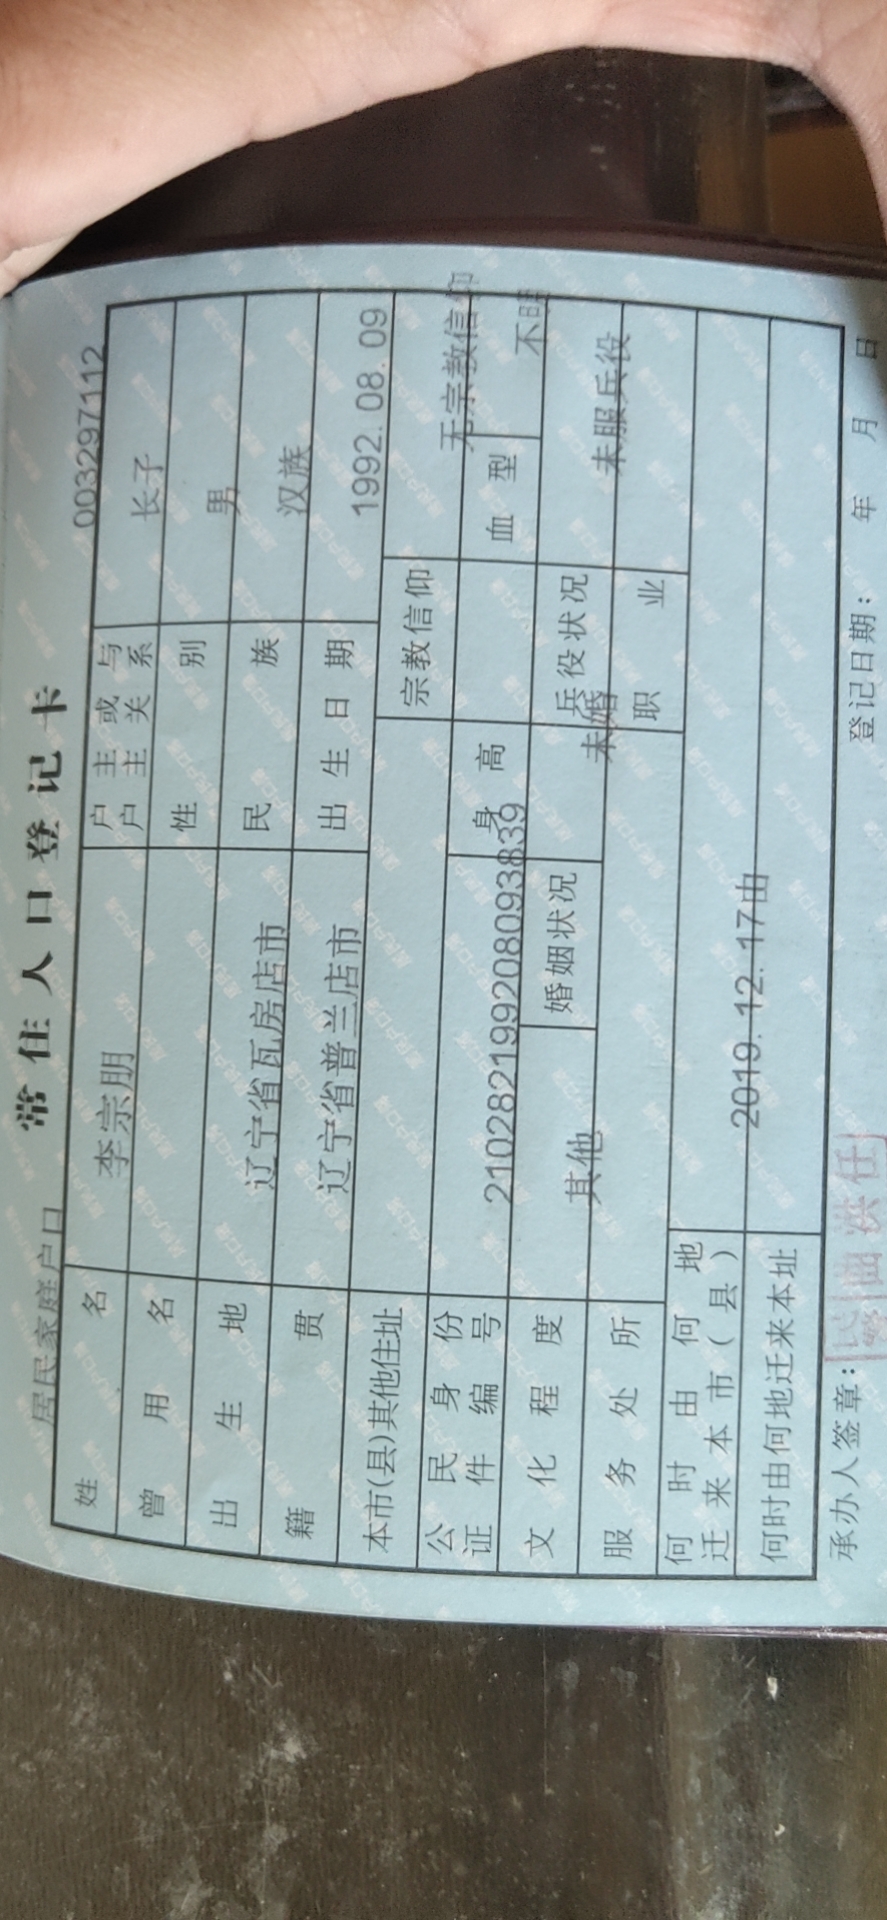 常住人口登记卡
居民家庭户口 003297112
姓名 李宗朋 户主或与户主关系 长子
曾用名 性别 男
出生地 辽宁省瓦房店市 民族 汉族
籍贯 辽宁省普兰店市 出生日期 1992.08.09
本市(县)其他住址 宗教信仰 无宗教信仰
公民身份证件编号 210282199208093839 身高 血型 不明
文化程度 其他 婚姻状况 未婚 兵役状况 未服兵役
服务处所 职业
何时由何地迁来本市(县)
何时由何地迁来本址 2019.12.17由
承办人签章: 登记日期: 年 月 日